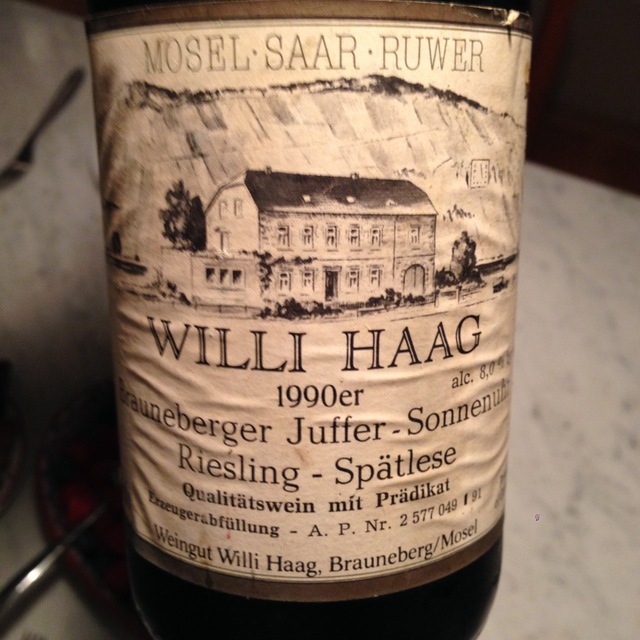 MOSEL · SAAR · RUWER
WILLI HAAG
1990er
alc. 8,0
Brauneberger Juffer - Sonnenuhr
Riesling - Spätlese
Qualitätswein mit Prädikat
Erzeugerabfüllung - A. P. Nr. 2 577 049 1 91
Weingut Willi Haag, Brauneberg/Mosel